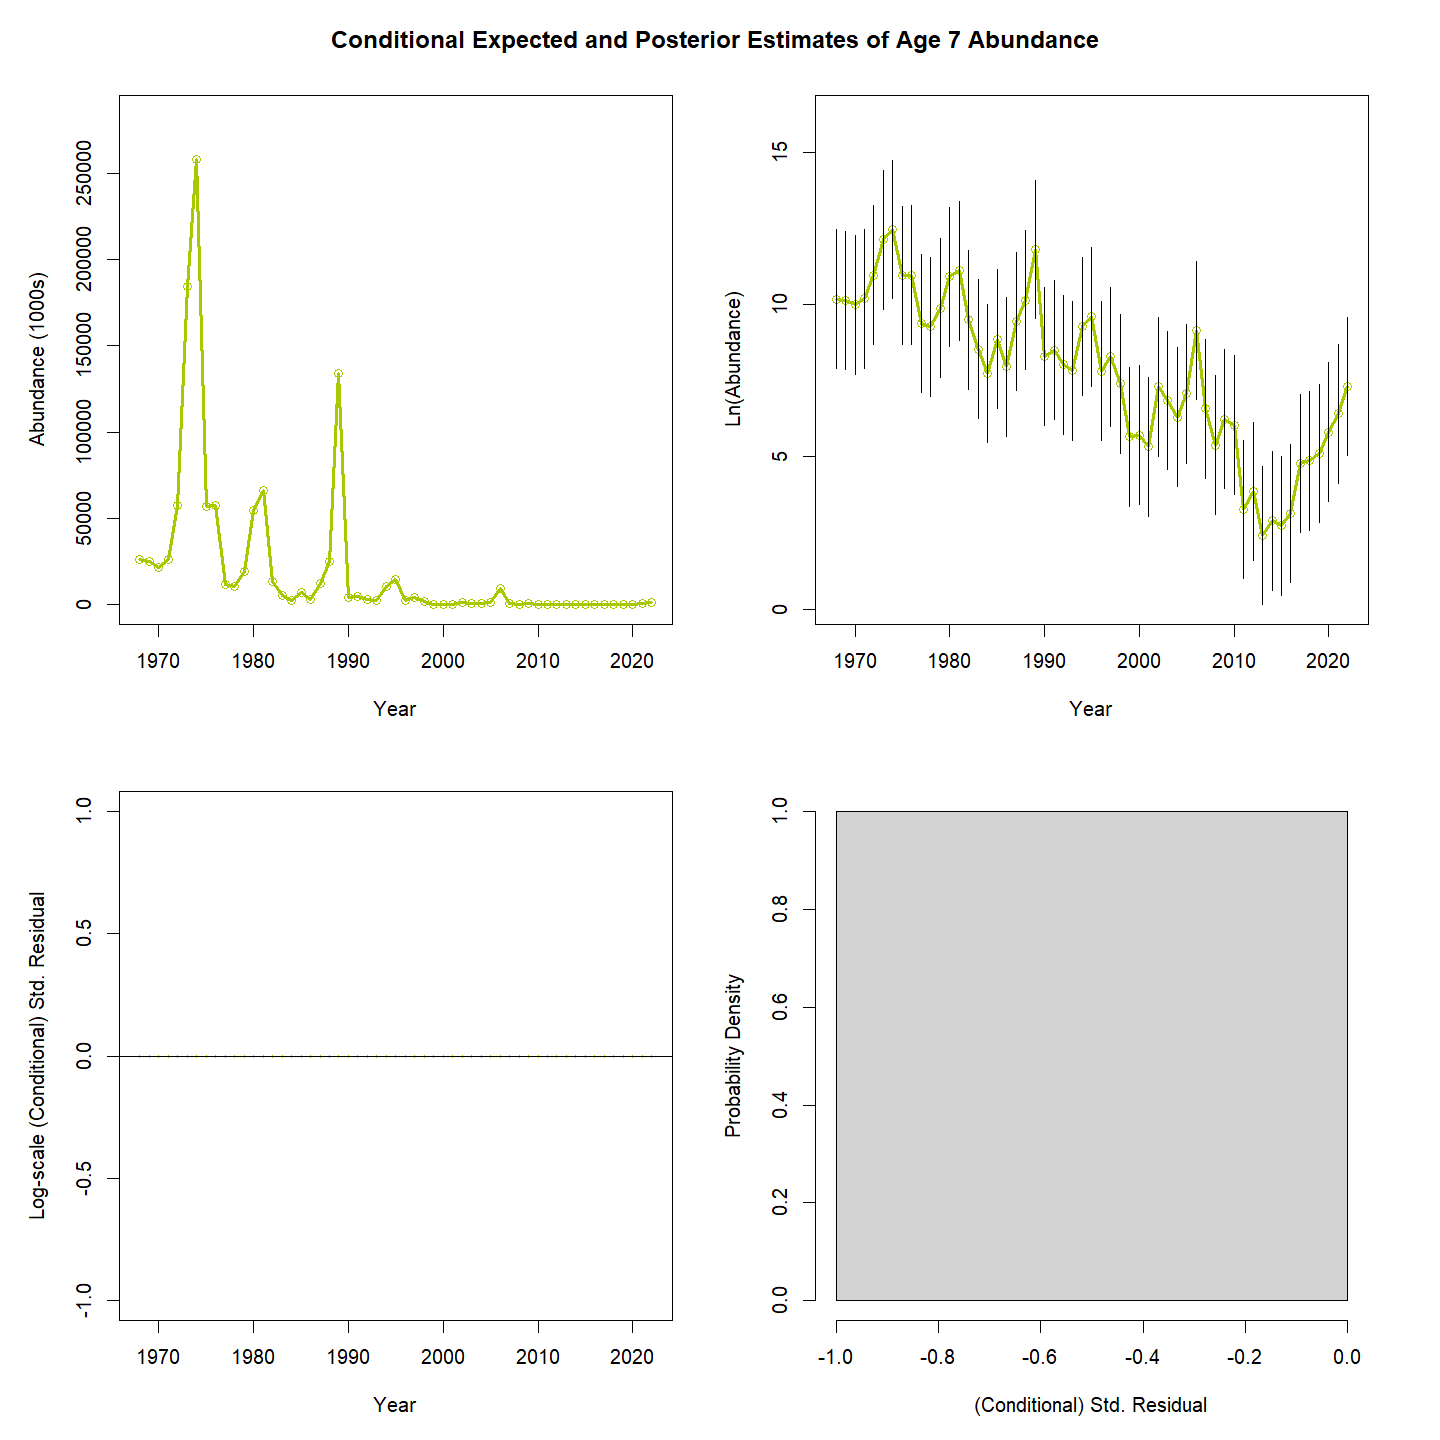 Conditional Expected and Posterior Estimates of Age 7 Abundance
Abundance (1000s)
0
50000
100000
150000
200000
250000
1970 1980 1990 2000 2010 2020
Year
Ln(Abundance)
0
5
10
15
1970 1980 1990 2000 2010 2020
Year
Log-scale (Conditional) Std. Residual
-1.0
-0.5
0.0
0.5
1.0
1970 1980 1990 2000 2010 2020
Year
Probability Density
0.0
0.2
0.4
0.6
0.8
1.0
-1.0 -0.8 -0.6 -0.4 -0.2 0.0
(Conditional) Std. Residual